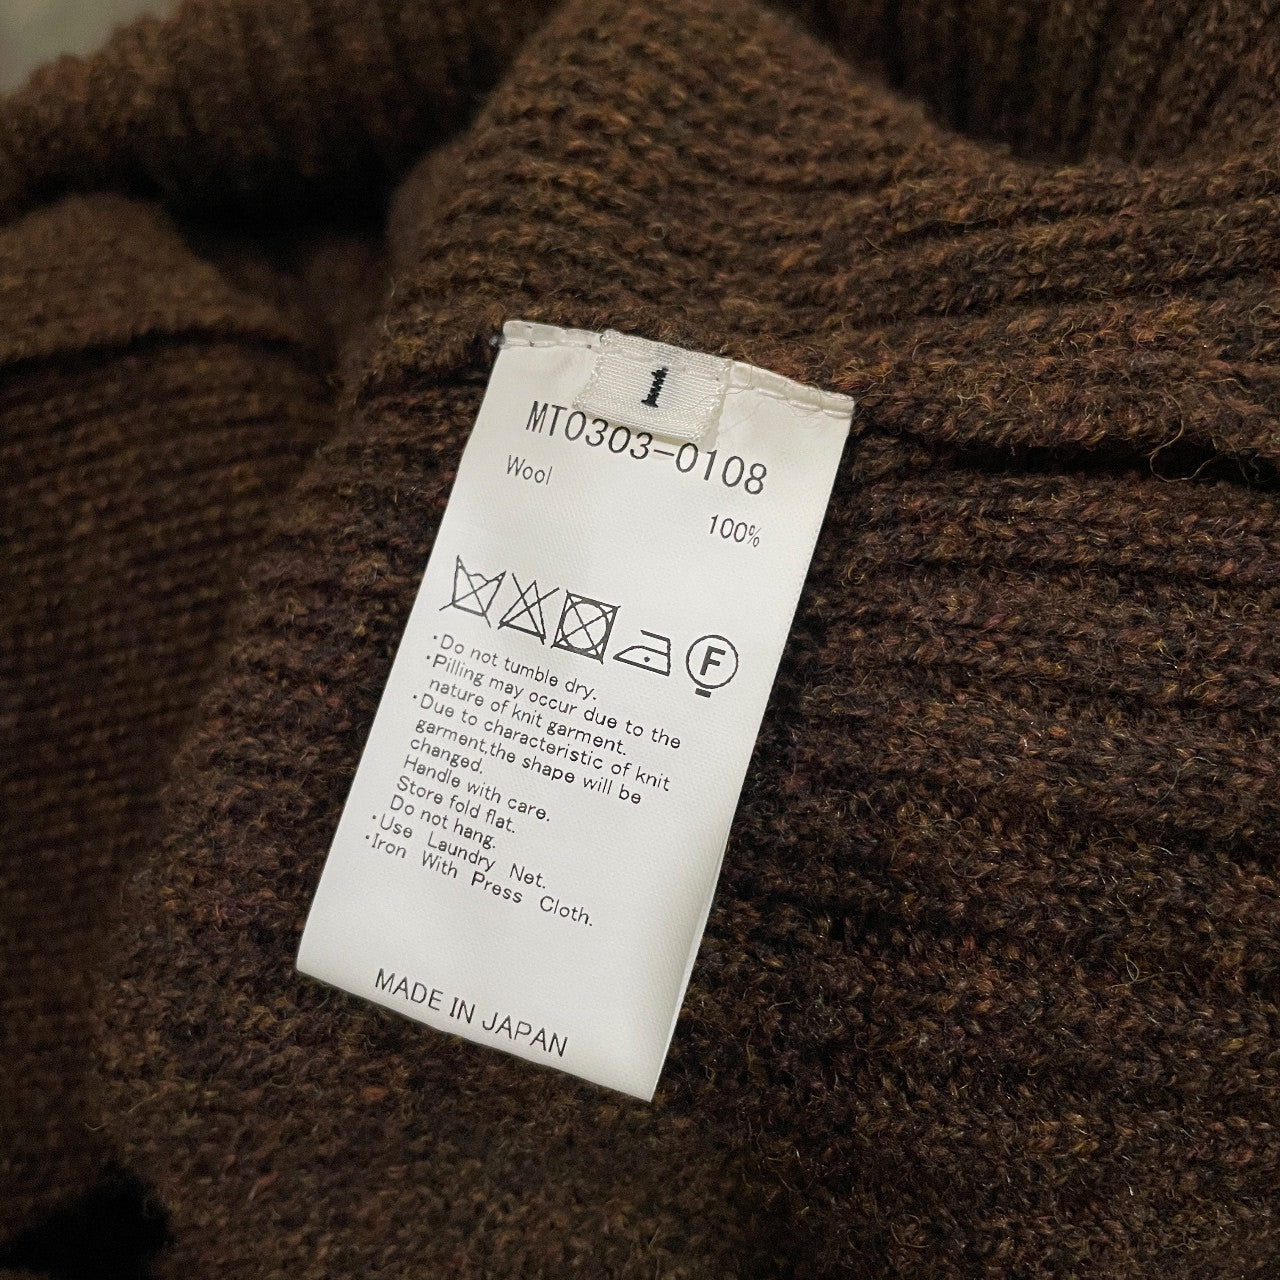 1
MT0303-0108
Wool
100%
F
·Do not tumble dry.
·Pilling may occur due to the
nature of knit garment.
·Due to characteristic of knit
garment,the shape will be
changed.
Handle with care.
Store fold flat.
Do not hang.
·Use Laundry Net.
·Iron With Press Cloth.
MADE IN JAPAN